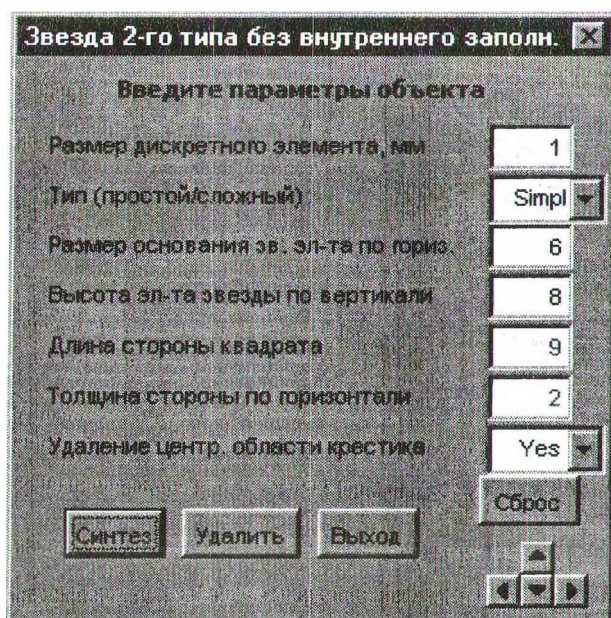 Звезда 2-го типа без внутреннего заполн.
Введите параметры объекта
Размер дискретного элемента, мм 1
Тип (простой/сложный) Simpl
Размер основания зв. эл-та по гориз. 6
Высота эл-та звезды по вертикали 8
Длина стороны квадрата 9
Толщина стороны по горизонтали 2
Удаление центр. области крестика Yes
Сброс
Синтез Удалить Выход